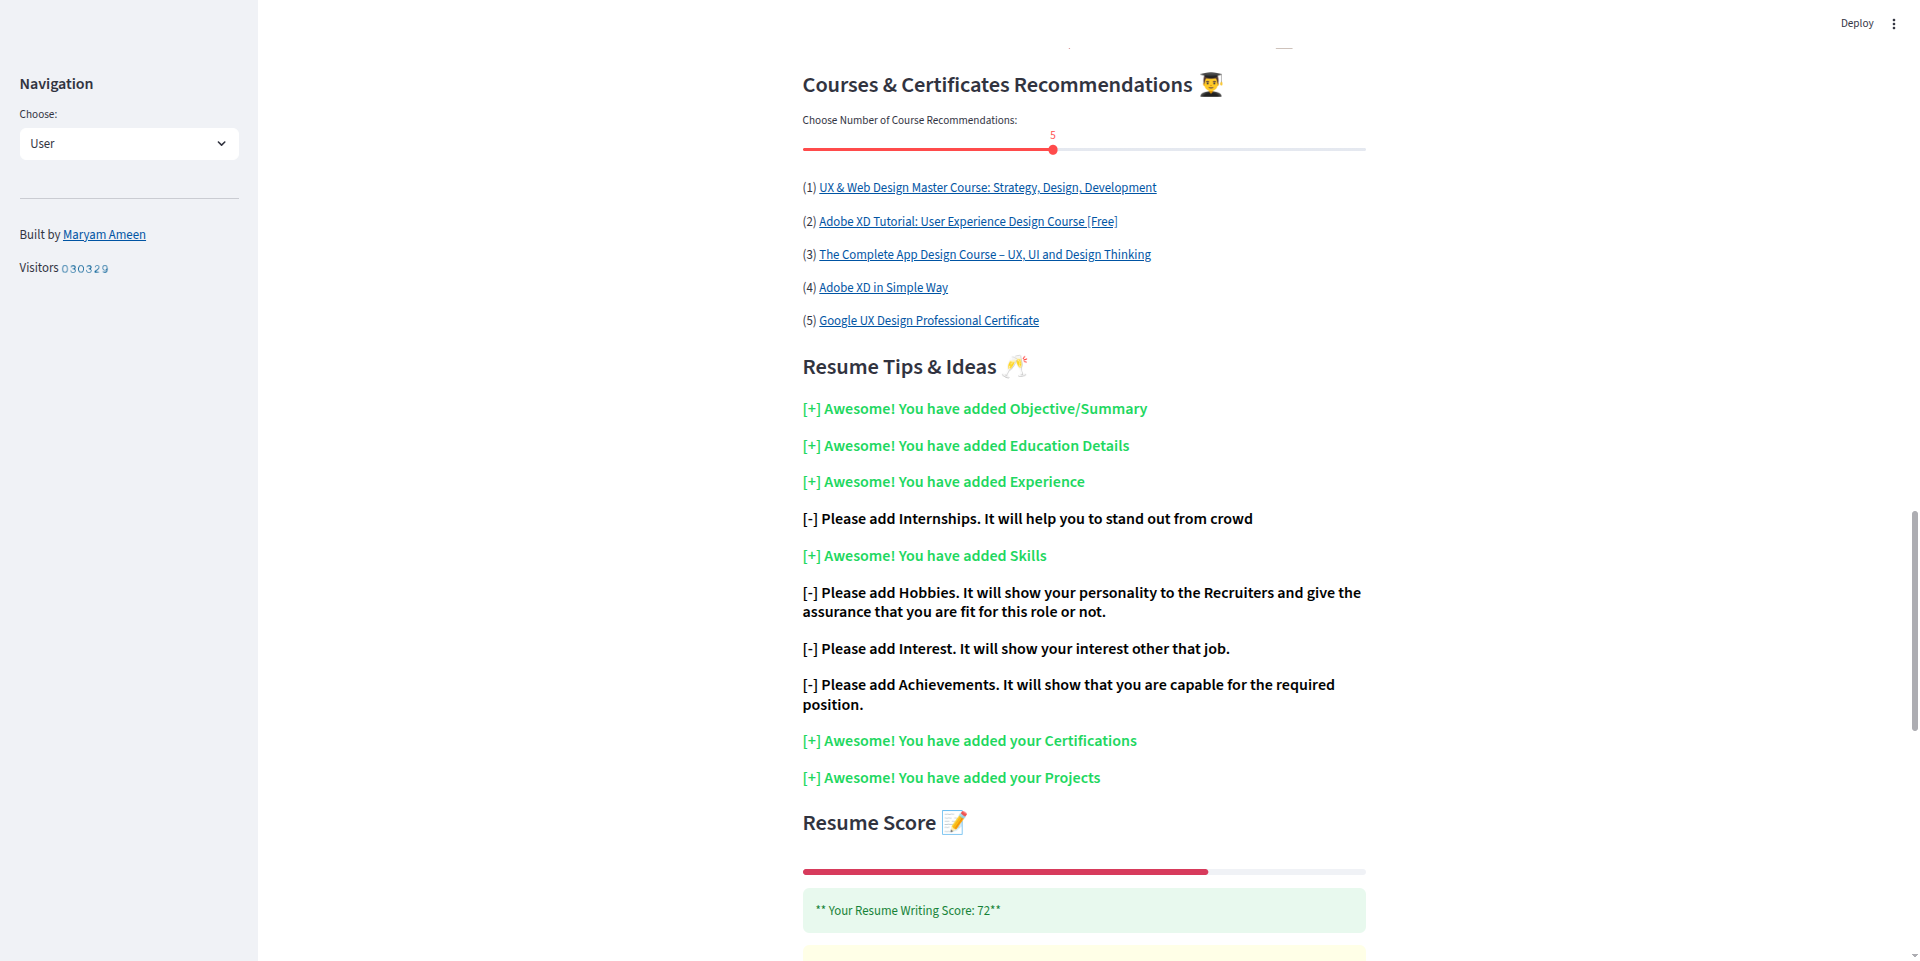 Deploy
Navigation
Choose:
User
Built by Maryam Ameen
Visitors 030329
Courses & Certificates Recommendations
Choose Number of Course Recommendations:
5
(1) UX & Web Design Master Course: Strategy, Design, Development
(2) Adobe XD Tutorial: User Experience Design Course [Free]
(3) The Complete App Design Course – UX, UI and Design Thinking
(4) Adobe XD in Simple Way
(5) Google UX Design Professional Certificate
Resume Tips & Ideas
[+] Awesome! You have added Objective/Summary
[+] Awesome! You have added Education Details
[+] Awesome! You have added Experience
[-] Please add Internships. It will help you to stand out from crowd
[+] Awesome! You have added Skills
[-] Please add Hobbies. It will show your personality to the Recruiters and give the
assurance that you are fit for this role or not.
[-] Please add Interest. It will show your interest other that job.
[-] Please add Achievements. It will show that you are capable for the required
position.
[+] Awesome! You have added your Certifications
[+] Awesome! You have added your Projects
Resume Score
** Your Resume Writing Score: 72**